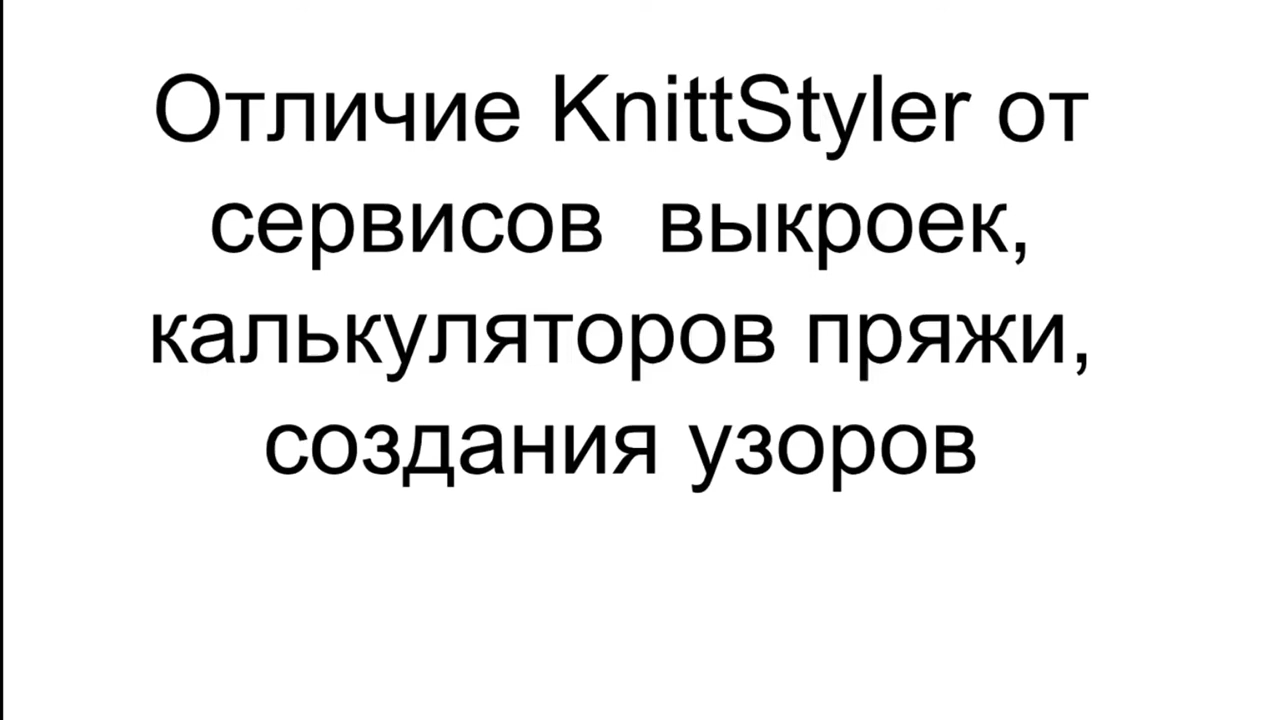 Отличие KnittStyler от
сервисов  выкроек,
калькуляторов пряжи,
создания узоров